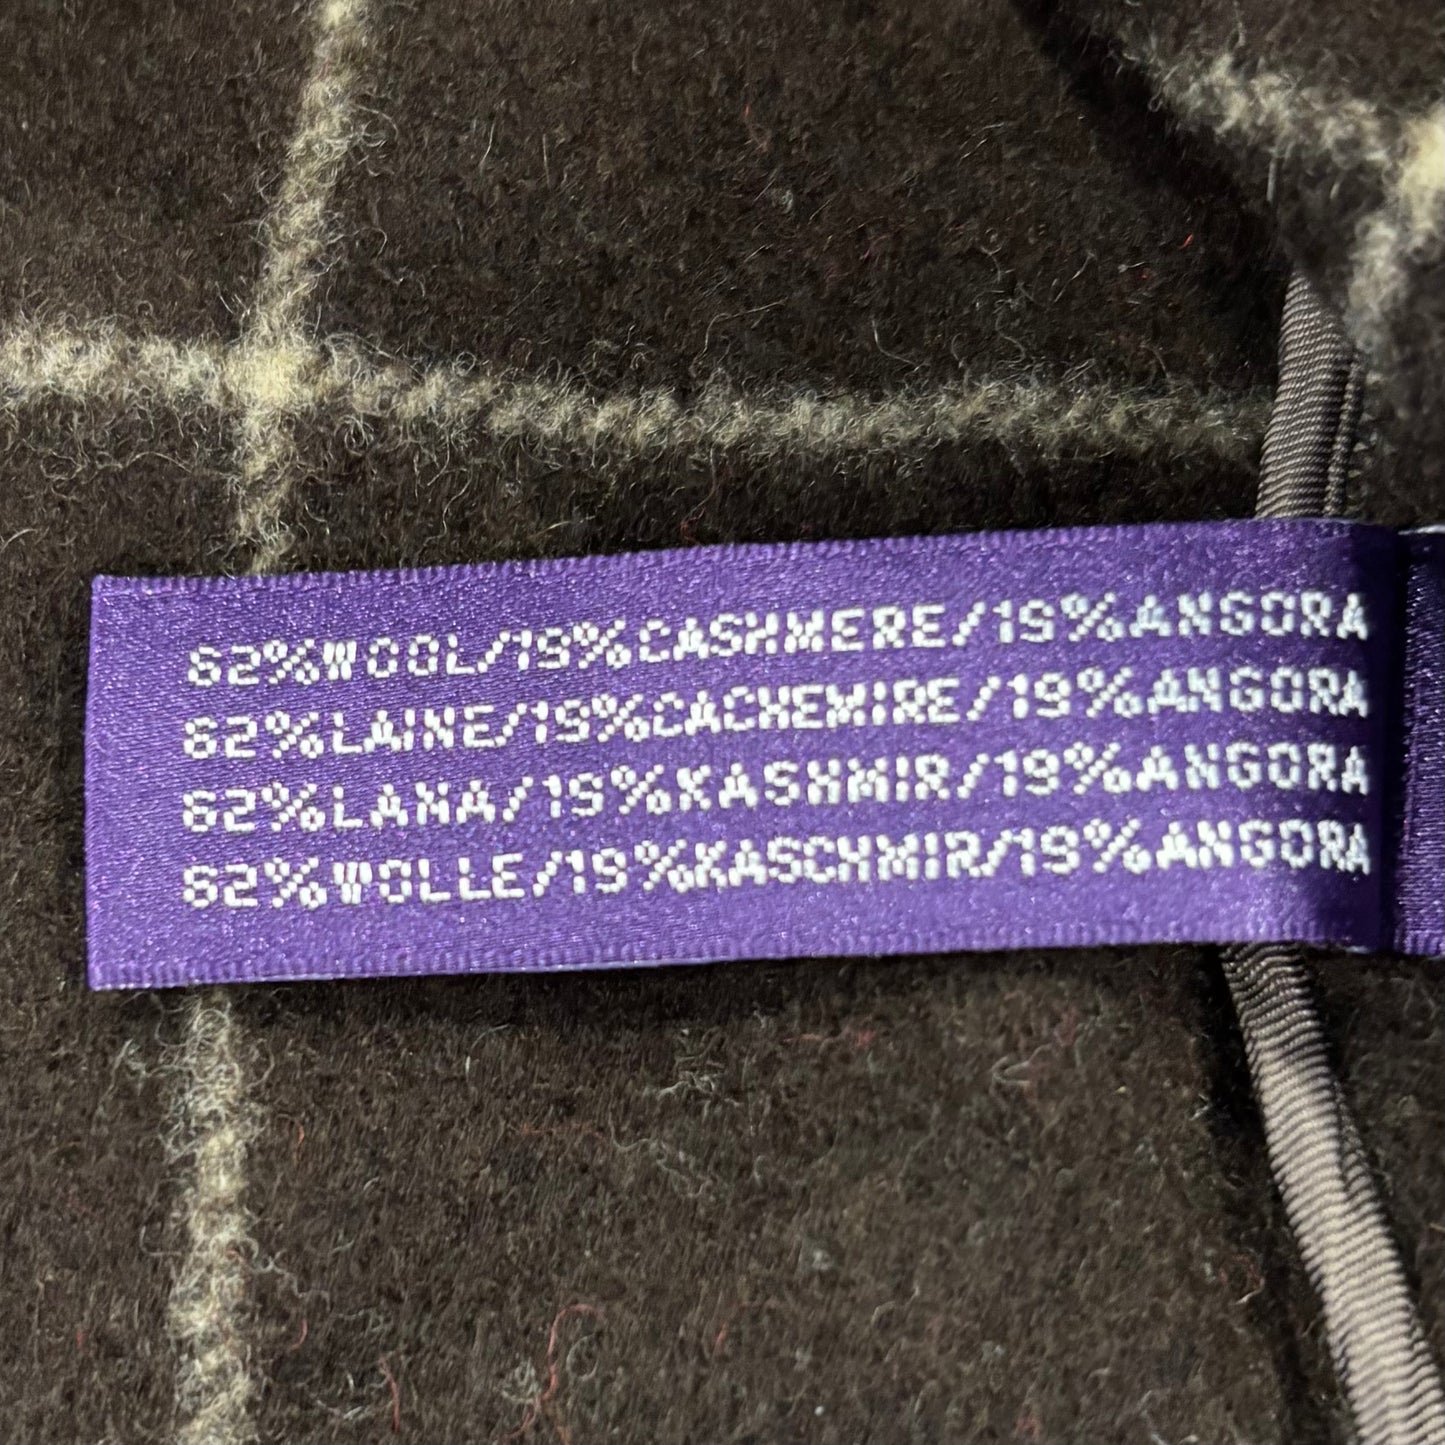 62%WOOL/19%CASHMERE/19%ANGORA
62%LAINE/19%CACHEMIRE/19%ANGORA
62%LANA/19%KASHMIR/19%ANGORA
62%WOLLE/19%KASCHMIR/19%ANGORA